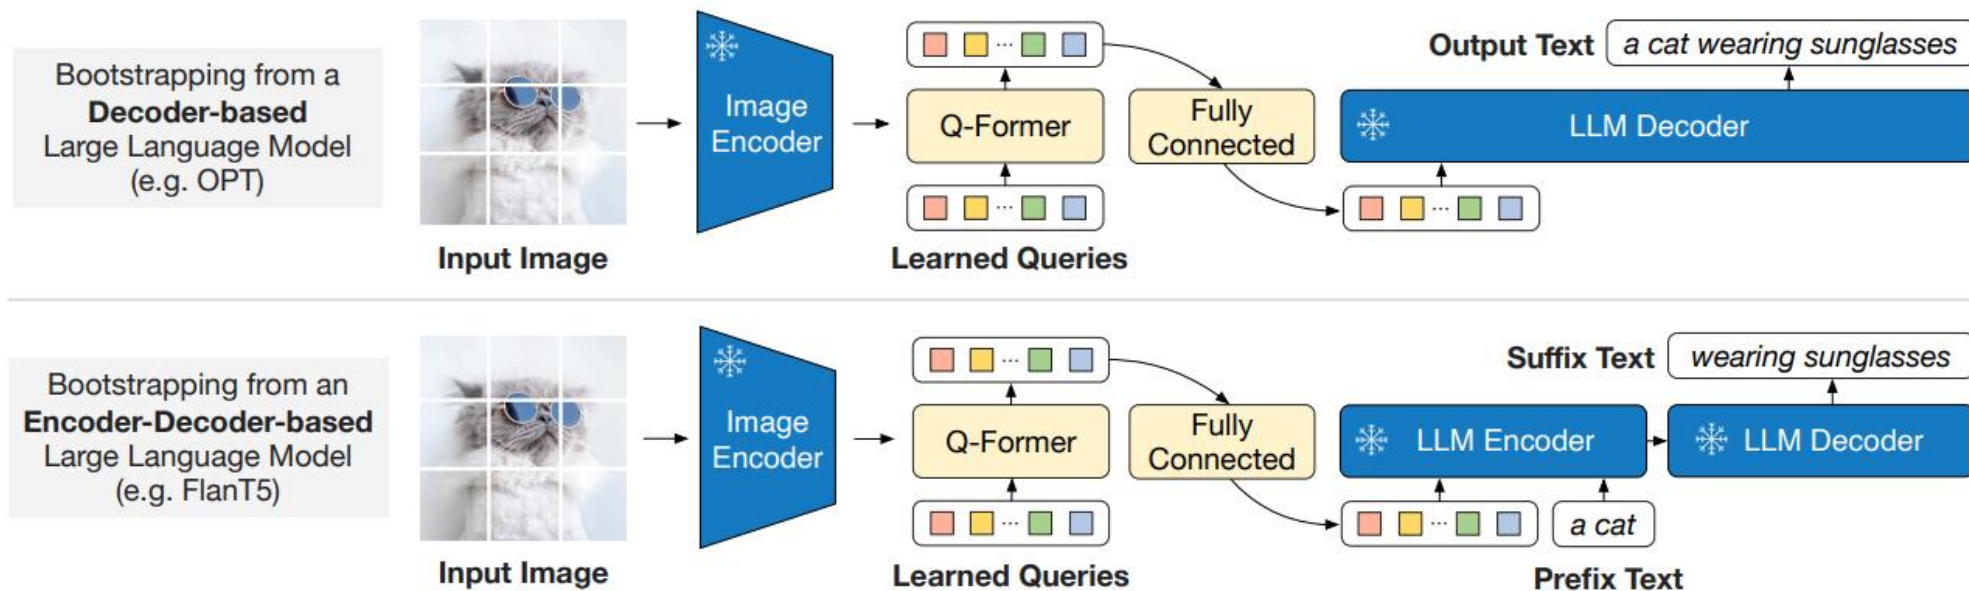 Bootstrapping from a
Decoder-based
Large Language Model
(e.g. OPT)
Input Image
Image
Encoder
...
Q-Former
...
Learned Queries
Fully
Connected
Output Text
a cat wearing sunglasses
LLM Decoder
...
Bootstrapping from an
Encoder-Decoder-based
Large Language Model
(e.g. FlanT5)
Input Image
Image
Encoder
...
Q-Former
...
Learned Queries
Fully
Connected
Suffix Text
wearing sunglasses
LLM Encoder
LLM Decoder
...
a cat
Prefix Text